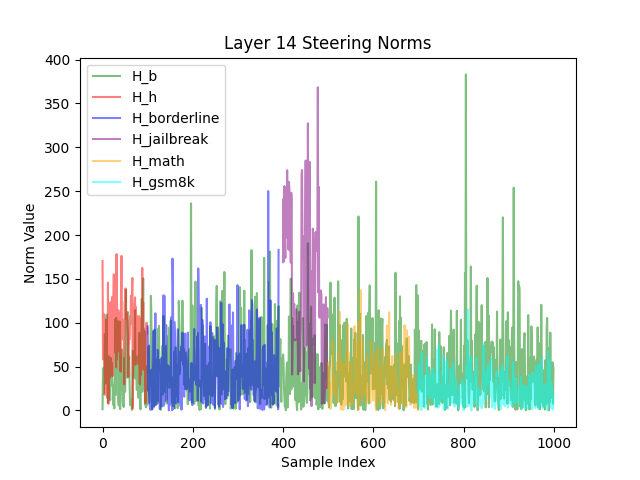 Layer 14 Steering Norms
400
350
300
250
200
150
100
50
0
Norm Value
H_b
H_h
H_borderline
H_jailbreak
H_math
H_gsm8k
0 200 400 600 800 1000
Sample Index